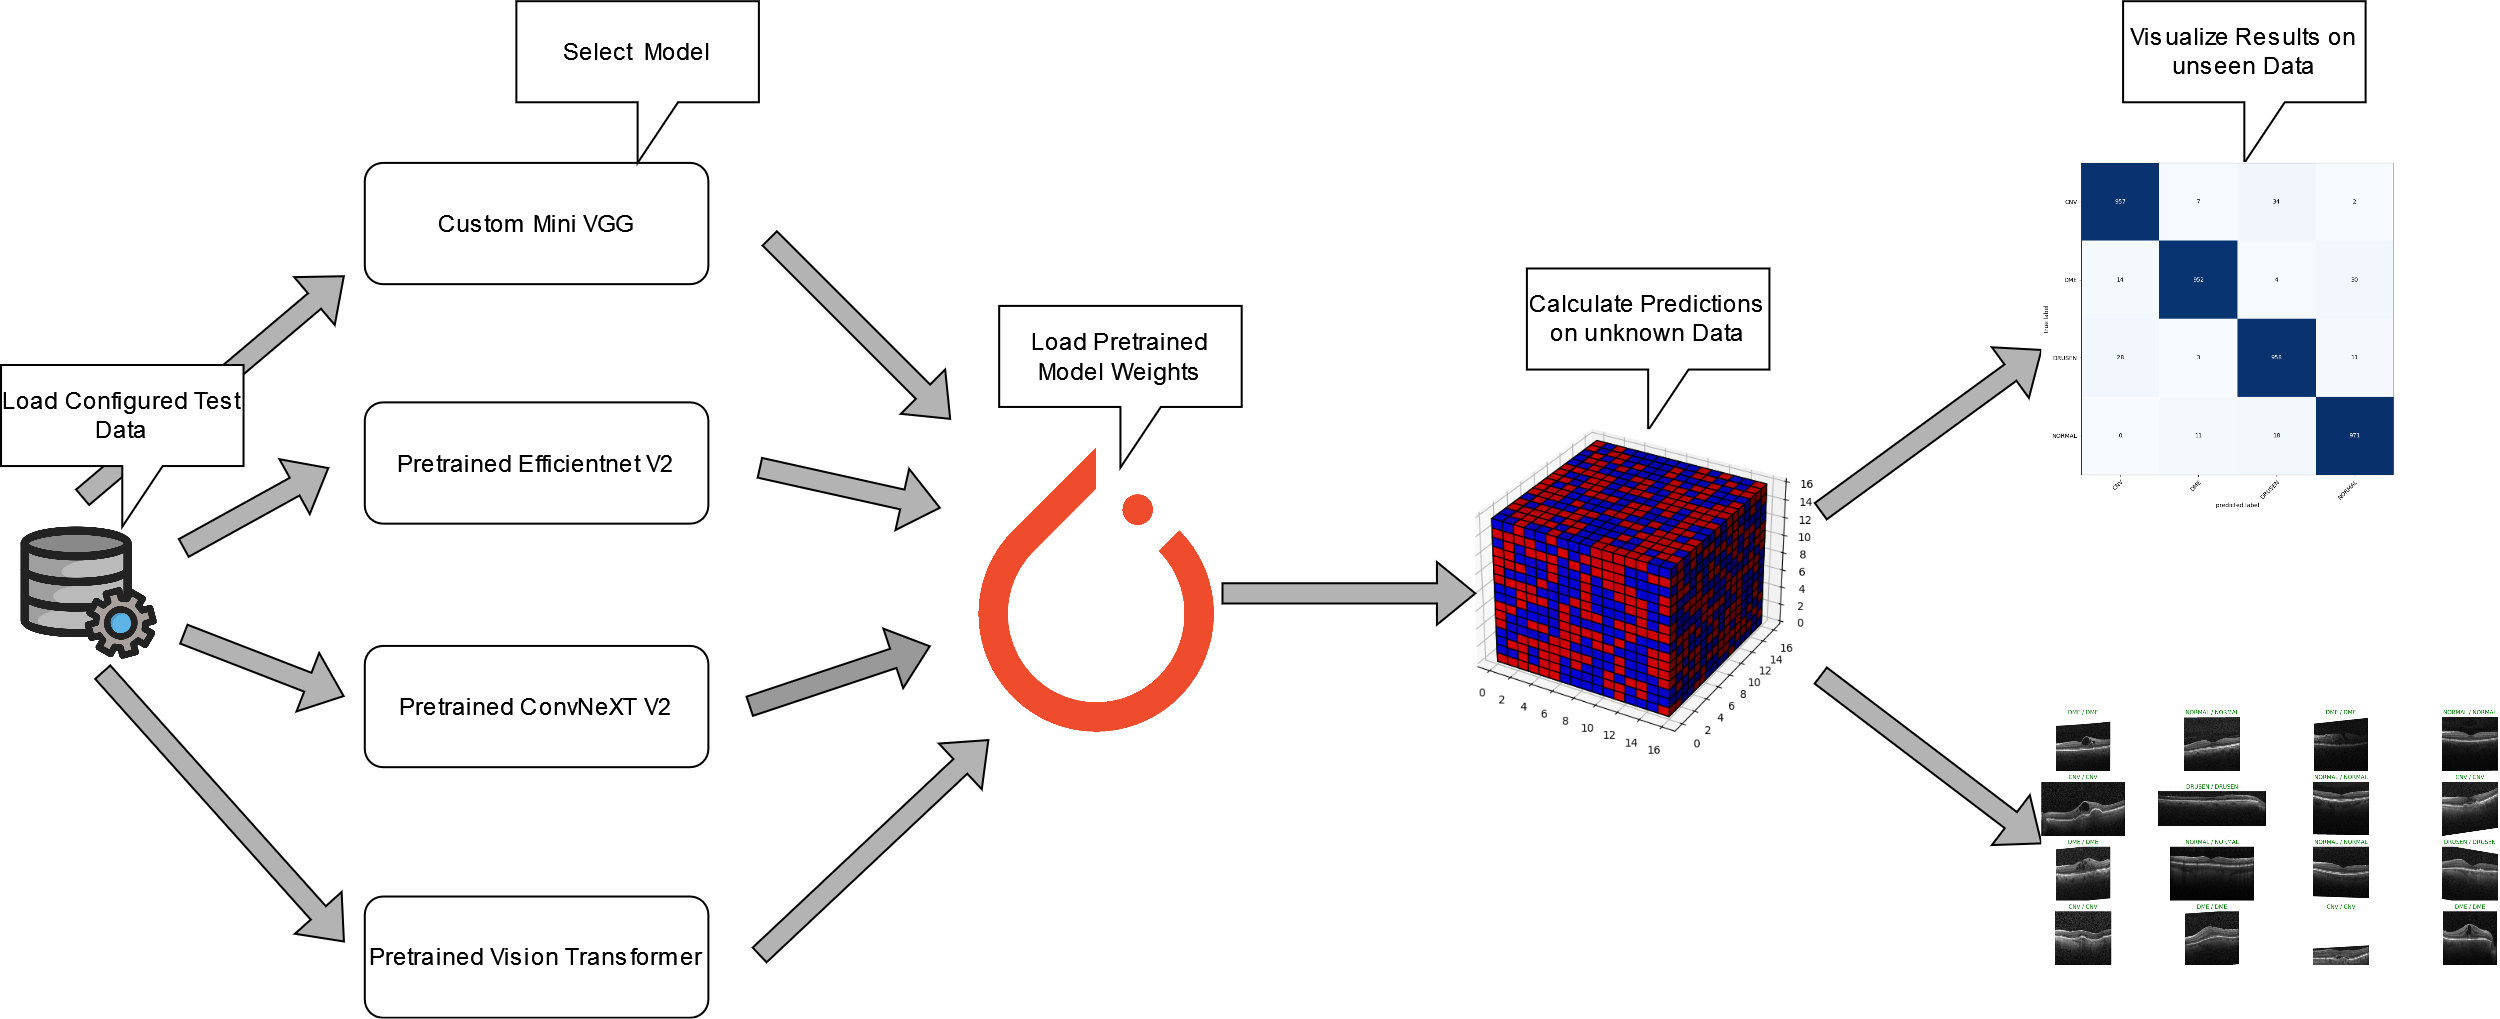 Select Model
Visualize Results on
unseen Data
Custom Mini VGG
Load Configured Test
Data
Pretrained Efficientnet V2
Pretrained ConvNeXT V2
Pretrained Vision Transformer
Load Pretrained
Model Weights
Calculate Predictions
on unknown Data
16
14
12
10
8
6
4
2
0
16
14
12
10
8
6
4
2
0
0 2 4 6 8 10 12 14 16
true label
CNV 957 7 34 2
DME 14 952 4 30
DRUSEN 28 3 958 11
NORMAL 0 11 18 971
CNV DME DRUSEN NORMAL
predicted label
DME / DME NORMAL / NORMAL DME / DME NORMAL / NORMAL
CNV / CNV DRUSEN / DRUSEN NORMAL / NORMAL CNV / CNV
DME / DME NORMAL / NORMAL NORMAL / NORMAL DRUSEN / DRUSEN
CNV / CNV DME / DME CNV / CNV DME / DME